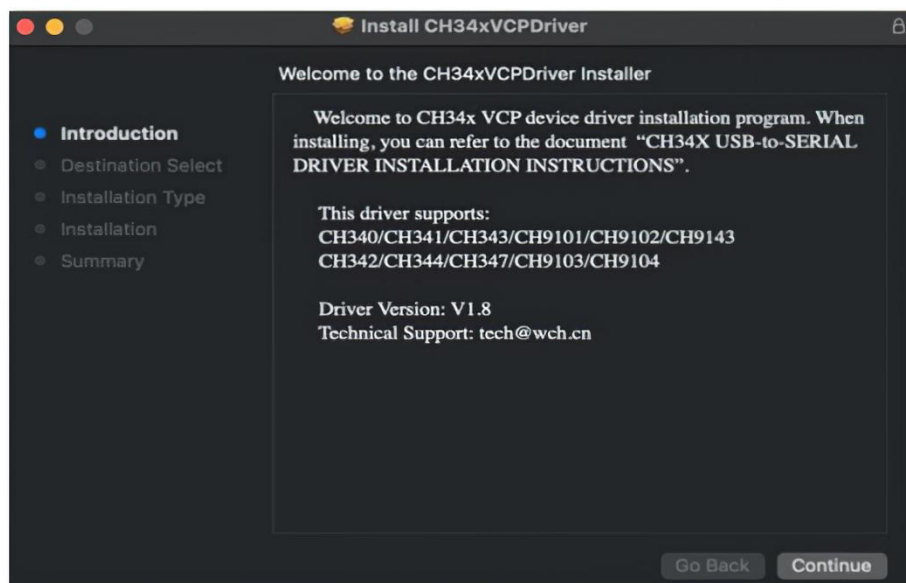 Install CH34xVCPDriver
Welcome to the CH34xVCPDriver Installer
Introduction
Destination Select
Installation Type
Installation
Summary
Welcome to CH34x VCP device driver installation program. When
installing, you can refer to the document “CH34X USB-to-SERIAL
DRIVER INSTALLATION INSTRUCTIONS”.
This driver supports:
CH340/CH341/CH343/CH9101/CH9102/CH9143
CH342/CH344/CH347/CH9103/CH9104
Driver Version: V1.8
Technical Support: tech@wch.cn
Go Back
Continue